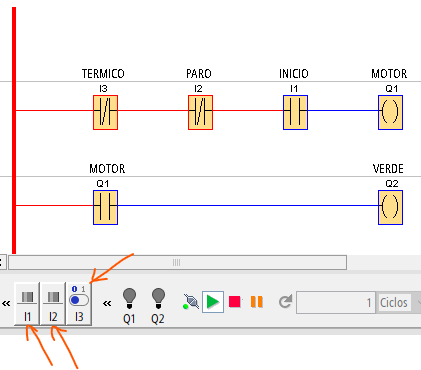 TERMICO PARO INICIO MOTOR
I3 I2 I1 Q1
MOTOR VERDE
Q1 Q2
« «
0 1
I1 I2 I3 Q1 Q2 1 Ciclos